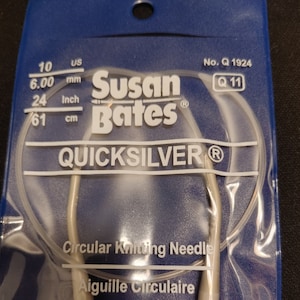 10 US
6.00 mm
24 Inch
61 cm
No. Q 1924
Q 11
Susan
Bates®
QUICKSILVER®
Circular Knitting Needle
Aiguille Circulaire